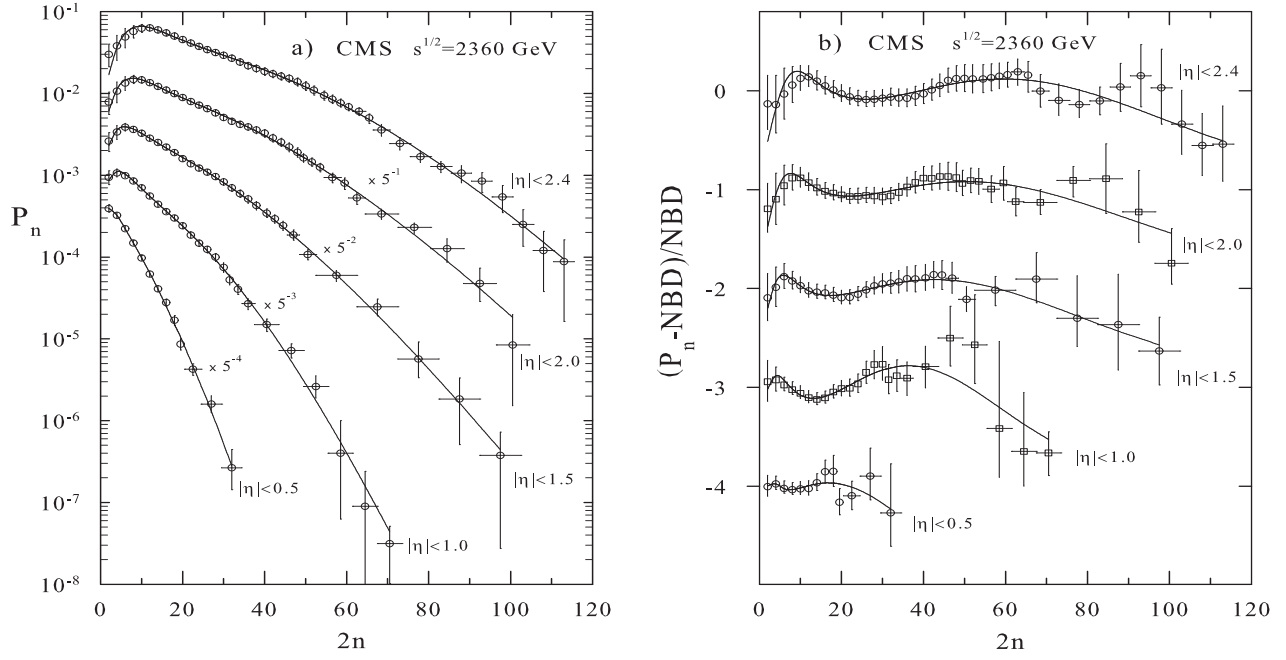 a) CMS s^1/2=2360 GeV
P_n
10^0
10^-1
10^-2
10^-3
10^-4
10^-5
10^-6
10^-7
10^-8
|η|<2.4
× 5^-1
|η|<2.0
× 5^-2
|η|<1.5
× 5^-3
|η|<1.0
× 5^-4
|η|<0.5
0 20 40 60 80 100 120
2n
b) CMS s^1/2=2360 GeV
(P_n-NBD)/NBD
0
-1
-2
-3
-4
|η|<2.4
|η|<2.0
|η|<1.5
|η|<1.0
|η|<0.5
0 20 40 60 80 100 120
2n